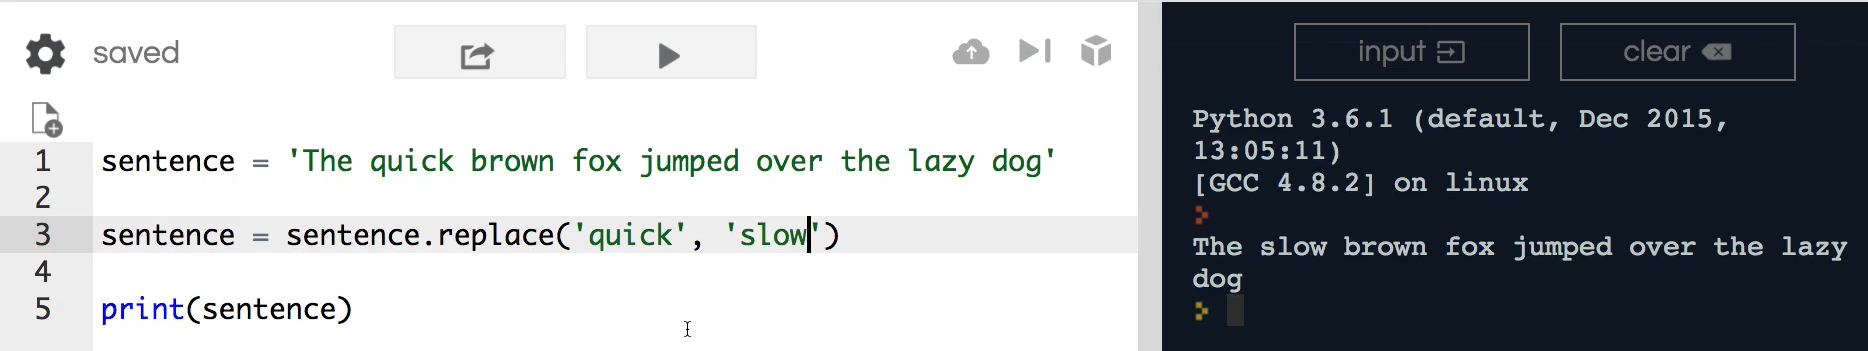 saved
input
clear
1 sentence = 'The quick brown fox jumped over the lazy dog'
2
3 sentence = sentence.replace('quick', 'slow')
4
5 print(sentence)
Python 3.6.1 (default, Dec 2015,
13:05:11)
[GCC 4.8.2] on linux
The slow brown fox jumped over the lazy
dog